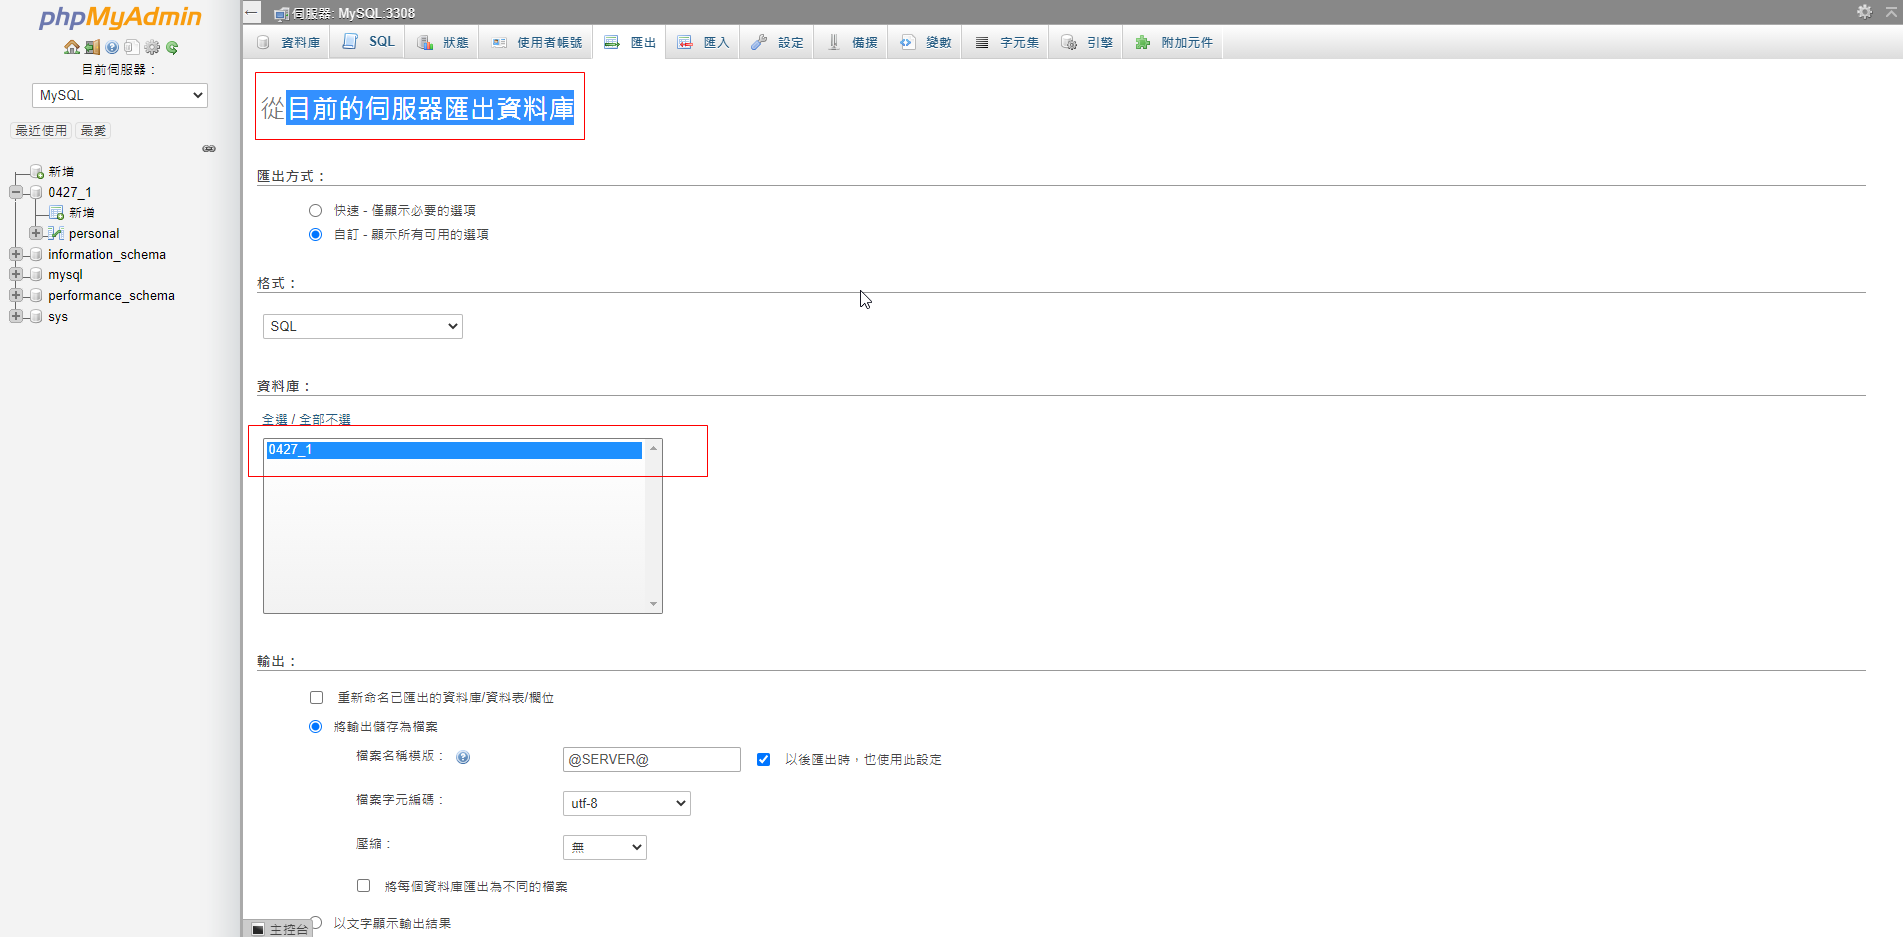 phpMyAdmin
目前伺服器：
MySQL
最近使用 最愛
新增
0427_1
新增
personal
information_schema
mysql
performance_schema
sys
伺服器: MySQL:3308
資料庫 SQL 狀態 使用者帳號 匯出 匯入 設定 備援 變數 字元集 引擎 附加元件
從目前的伺服器匯出資料庫
匯出方式：
快速 - 僅顯示必要的選項
自訂 - 顯示所有可用的選項
格式：
SQL
資料庫：
全選 / 全部不選
0427_1
輸出：
重新命名已匯出的資料庫/資料表/欄位
將輸出儲存為檔案
檔案名稱模版： @SERVER@ 以後匯出時，也使用此設定
檔案字元編碼： utf-8
壓縮： 無
將每個資料庫匯出為不同的檔案
以文字顯示輸出結果
主控台